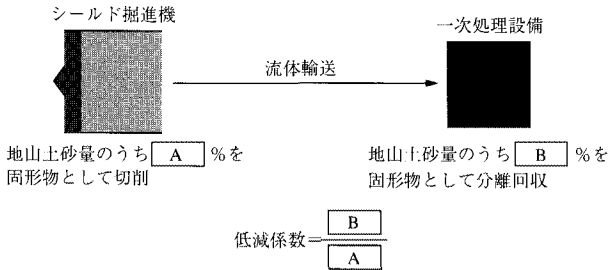 シールド掘進機
一次処理設備
流体輸送
地山土砂量のうち A %を
固形物として切削
地山土砂量のうち B %を
固形物として分離回収
低減係数＝
B
A